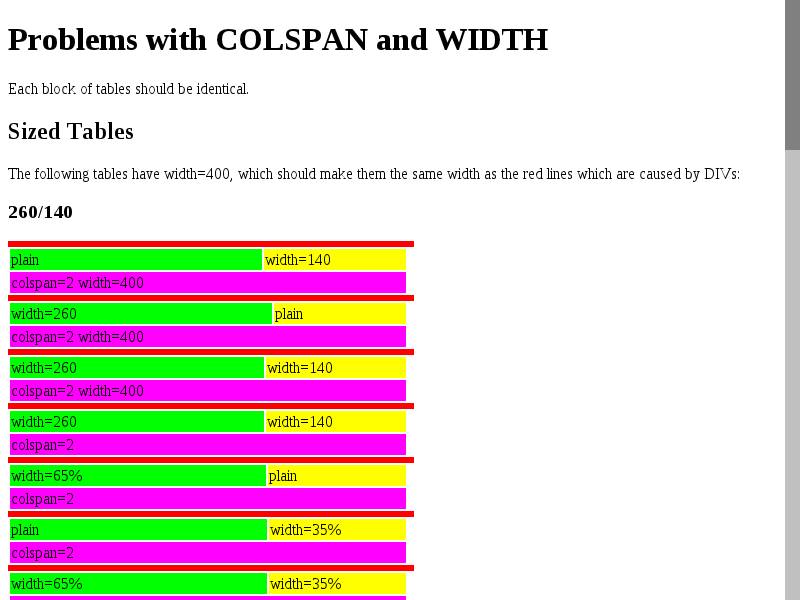 Problems with COLSPAN and WIDTH
Each block of tables should be identical.
Sized Tables
The following tables have width=400, which should make them the same width as the red lines which are caused by DIVs:
260/140
plain width=140
colspan=2 width=400
width=260 plain
colspan=2 width=400
width=260 width=140
colspan=2 width=400
width=260 width=140
colspan=2
width=65% plain
colspan=2
plain width=35%
colspan=2
width=65% width=35%